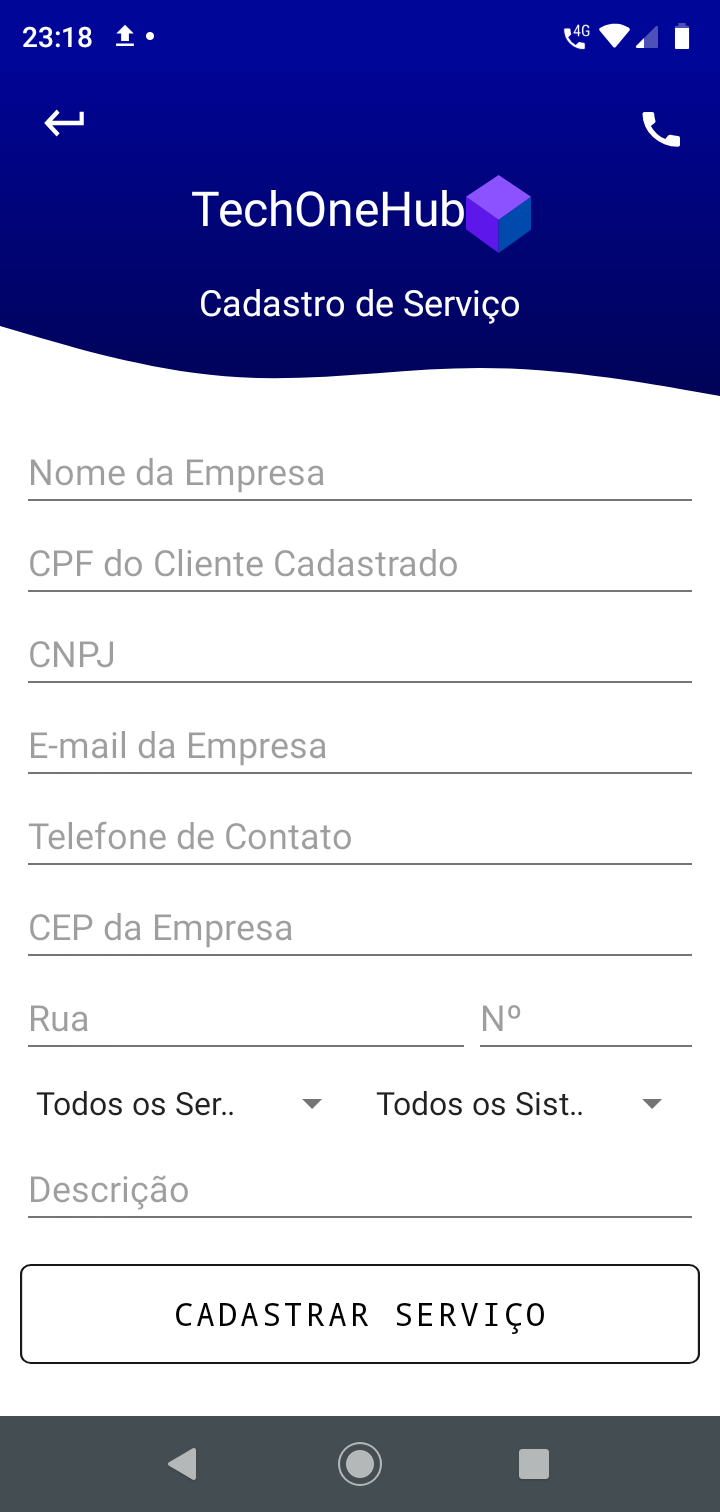 23:18
4G
TechOneHub
Cadastro de Serviço
Nome da Empresa
CPF do Cliente Cadastrado
CNPJ
E-mail da Empresa
Telefone de Contato
CEP da Empresa
Rua Nº
Todos os Ser.. Todos os Sist..
Descrição
CADASTRAR SERVIÇO